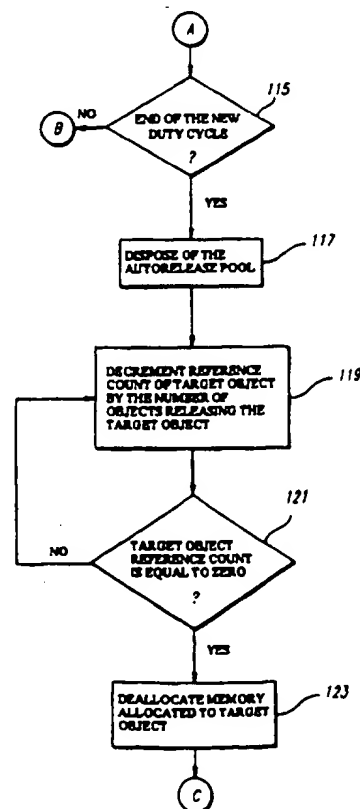 A
115
END OF THE NEW
DUTY CYCLE
?
NO
B
YES
117
DISPOSE OF THE
AUTORELEASE POOL
DECREMENT REFERENCE
COUNT OF TARGET OBJECT
BY THE NUMBER OF
OBJECTS RELEASING THE
TARGET OBJECT
119
121
TARGET OBJECT
REFERENCE COUNT
IS EQUAL TO ZERO
?
NO
YES
123
DEALLOCATE MEMORY
ALLOCATED TO TARGET
OBJECT
C